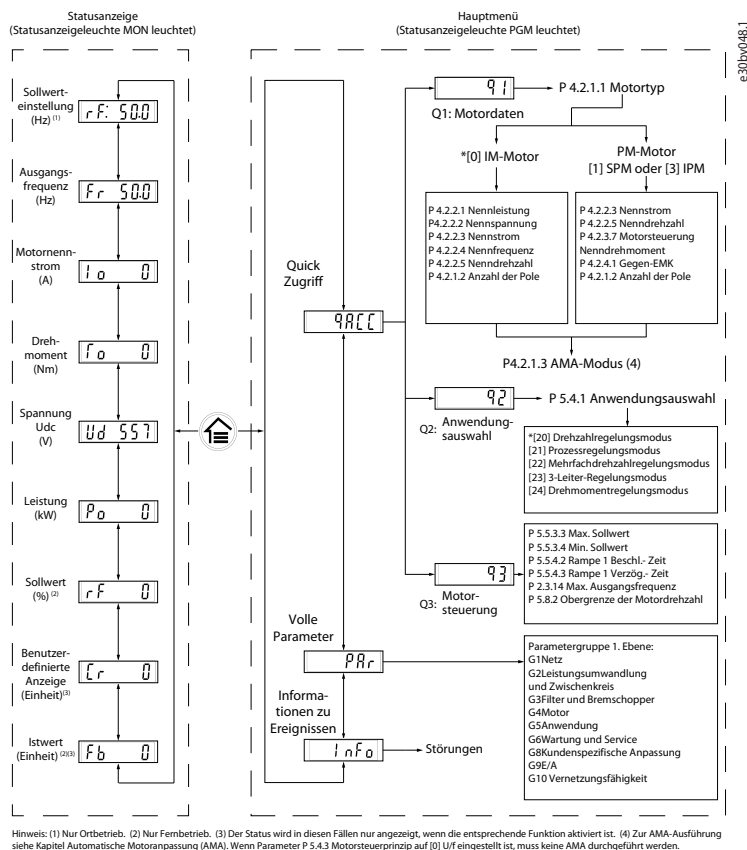 Statusanzeige
(Statusanzeigeleuchte MON leuchtet)
Sollwert-
einstellung
(Hz) (1)
rF: 50.0
Ausgangs-
frequenz
(Hz)
Fr 50.0
Motornenn-
strom
(A)
Io 0
Dreh-
moment
(Nm)
To 0
Spannung
Udc
(V)
Ud 557
Leistung
(kW)
Po 0
Sollwert
(%) (2)
rF 0
Benutzer-
definierte
Anzeige
(Einheit)(3)
Cr 0
Istwert
(Einheit) (2)(3)
Fb 0
Hauptmenü
(Statusanzeigeleuchte PGM leuchtet)
Quick
Zugriff
qACC
q1
Q1: Motordaten
P 4.2.1.1 Motortyp
*[0] IM-Motor
PM-Motor
[1] SPM oder [3] IPM
P 4.2.2.1 Nennleistung
P4.2.2.2 Nennspannung
P 4.2.2.3 Nennstrom
P 4.2.2.4 Nennfrequenz
P 4.2.2.5 Nenndrehzahl
P 4.2.1.2 Anzahl der Pole
P 4.2.2.3 Nennstrom
P 4.2.2.5 Nenndrehzahl
P 4.2.3.7 Motorsteuerung
Nenndrehmoment
P 4.2.4.1 Gegen-EMK
P 4.2.1.2 Anzahl der Pole
P4.2.1.3 AMA-Modus (4)
q2
Q2: Anwendung-
sauswahl
P 5.4.1 Anwendungsauswahl
*[20] Drehzahlregelungsmodus
[21] Prozessregelungsmodus
[22] Mehrfachdrehzahlregelungsmodus
[23] 3-Leiter-Regelungsmodus
[24] Drehmomentregelungsmodus
q3
Q3: Motor-
steuerung
P 5.5.3.3 Max. Sollwert
P 5.5.3.4 Min. Sollwert
P 5.5.4.2 Rampe 1 Beschl.- Zeit
P 5.5.4.3 Rampe 1 Verzög.- Zeit
P 2.3.14 Max. Ausgangsfrequenz
P 5.8.2 Obergrenze der Motordrehzahl
Volle
Parameter
PAr
Parametergruppe 1. Ebene:
G1Netz
G2Leistungsumwandlung
und Zwischenkreis
G3Filter und Bremschopper
G4Motor
G5Anwendung
G6Wartung und Service
G8Kundenspezifische Anpassung
G9E/A
G10 Vernetzungsfähigkeit
Informa-
tionen zu
Ereignissen
InFo
Störungen
e30bv048.1
Hinweis: (1) Nur Ortbetrieb. (2) Nur Fernbetrieb. (3) Der Status wird in diesen Fällen nur angezeigt, wenn die entsprechende Funktion aktiviert ist. (4) Zur AMA-Ausführung
siehe Kapitel Automatische Motoranpassung (AMA). Wenn Parameter P 5.4.3 Motorsteuerprinzip auf [0] U/f eingestellt ist, muss keine AMA durchgeführt werden.